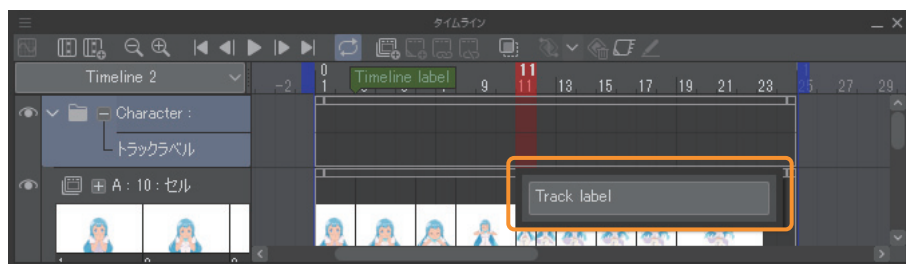 タイムライン
Timeline 2
0
11
-2 1 Timeline label 9 11 13 15 17 19 21 23 25 27 29
Character :
トラックラベル
A : 10 : セル
Track label